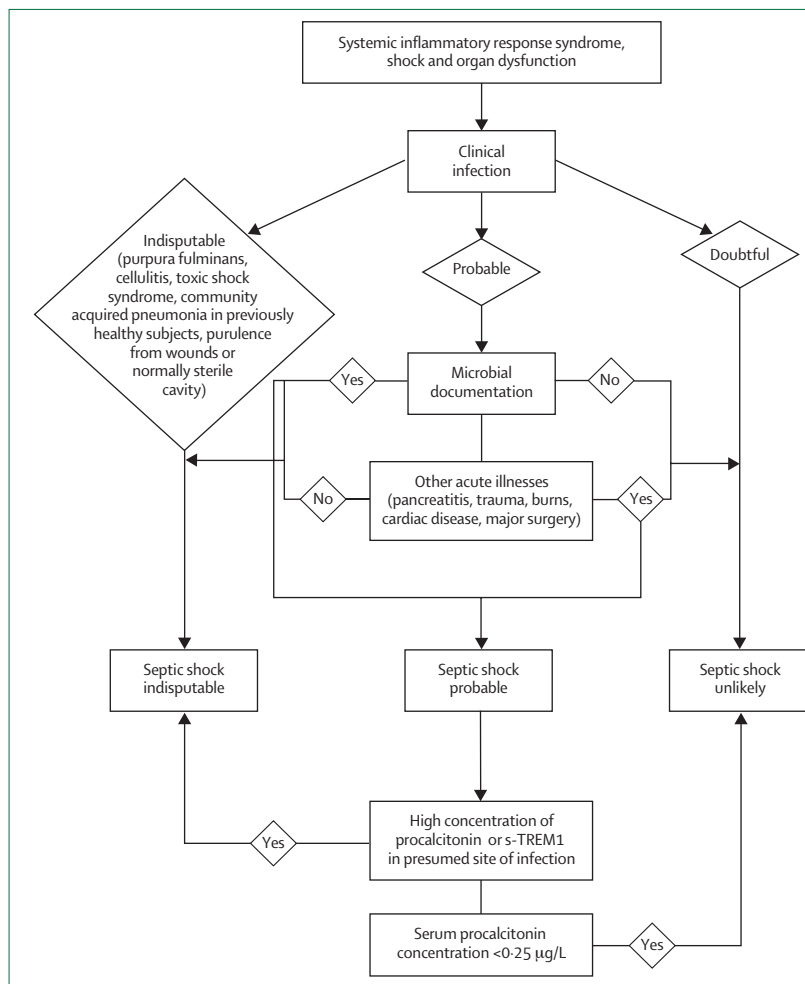 Systemic inflammatory response syndrome,
shock and organ dysfunction
Clinical
infection
Indisputable
(purpura fulminans,
cellulitis, toxic shock
syndrome, community
acquired pneumonia in previously
healthy subjects, purulence
from wounds or
normally sterile
cavity)
Probable
Doubtful
Yes
Microbial
documentation
No
No
Other acute illnesses
(pancreatitis, trauma, burns,
cardiac disease, major surgery)
Yes
Septic shock
indisputable
Septic shock
probable
Septic shock
unlikely
Yes
High concentration of
procalcitonin or s-TREM1
in presumed site of infection
Serum procalcitonin
concentration <0·25 μg/L
Yes